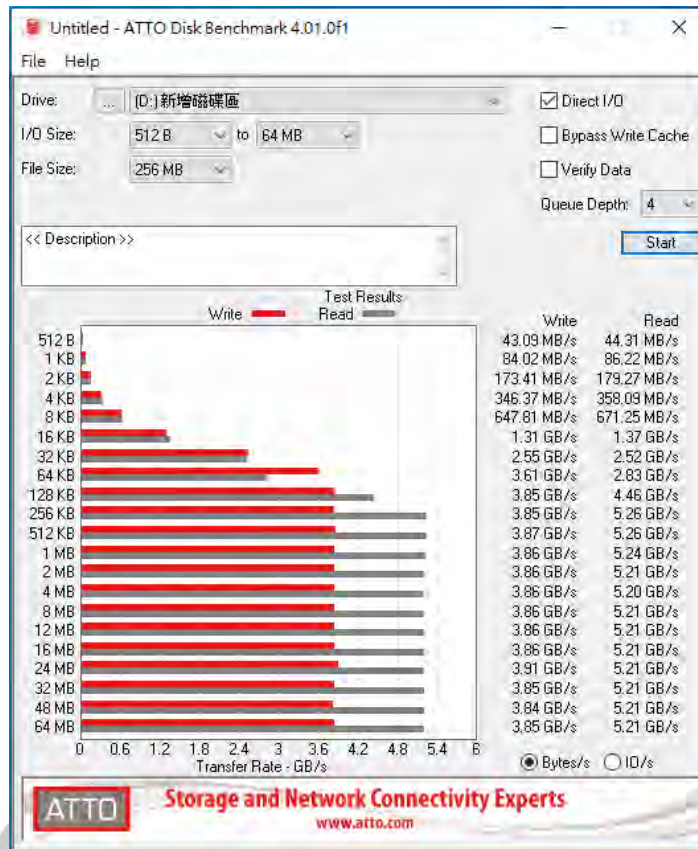 Untitled - ATTO Disk Benchmark 4.01.0f1
File Help
Drive: ... (D:) 新增磁碟區
Direct I/O
I/O Size: 512 B to 64 MB
Bypass Write Cache
File Size: 256 MB
Verify Data
Queue Depth: 4
<< Description >>
Start
Test Results
Write Read
Write Read
512 B 43.09 MB/s 44.31 MB/s
1 KB 84.02 MB/s 86.22 MB/s
2 KB 173.41 MB/s 179.27 MB/s
4 KB 346.37 MB/s 358.09 MB/s
8 KB 647.81 MB/s 671.25 MB/s
16 KB 1.31 GB/s 1.37 GB/s
32 KB 2.55 GB/s 2.52 GB/s
64 KB 3.61 GB/s 2.83 GB/s
128 KB 3.85 GB/s 4.46 GB/s
256 KB 3.85 GB/s 5.26 GB/s
512 KB 3.87 GB/s 5.26 GB/s
1 MB 3.86 GB/s 5.24 GB/s
2 MB 3.86 GB/s 5.21 GB/s
4 MB 3.86 GB/s 5.20 GB/s
8 MB 3.86 GB/s 5.21 GB/s
12 MB 3.86 GB/s 5.21 GB/s
16 MB 3.86 GB/s 5.21 GB/s
24 MB 3.91 GB/s 5.21 GB/s
32 MB 3.85 GB/s 5.21 GB/s
48 MB 3.84 GB/s 5.21 GB/s
64 MB 3.85 GB/s 5.21 GB/s
0 0.6 1.2 1.8 2.4 3 3.6 4.2 4.8 5.4 6
Transfer Rate - GB/s
Bytes/s IO/s
ATTO
Storage and Network Connectivity Experts
www.atto.com